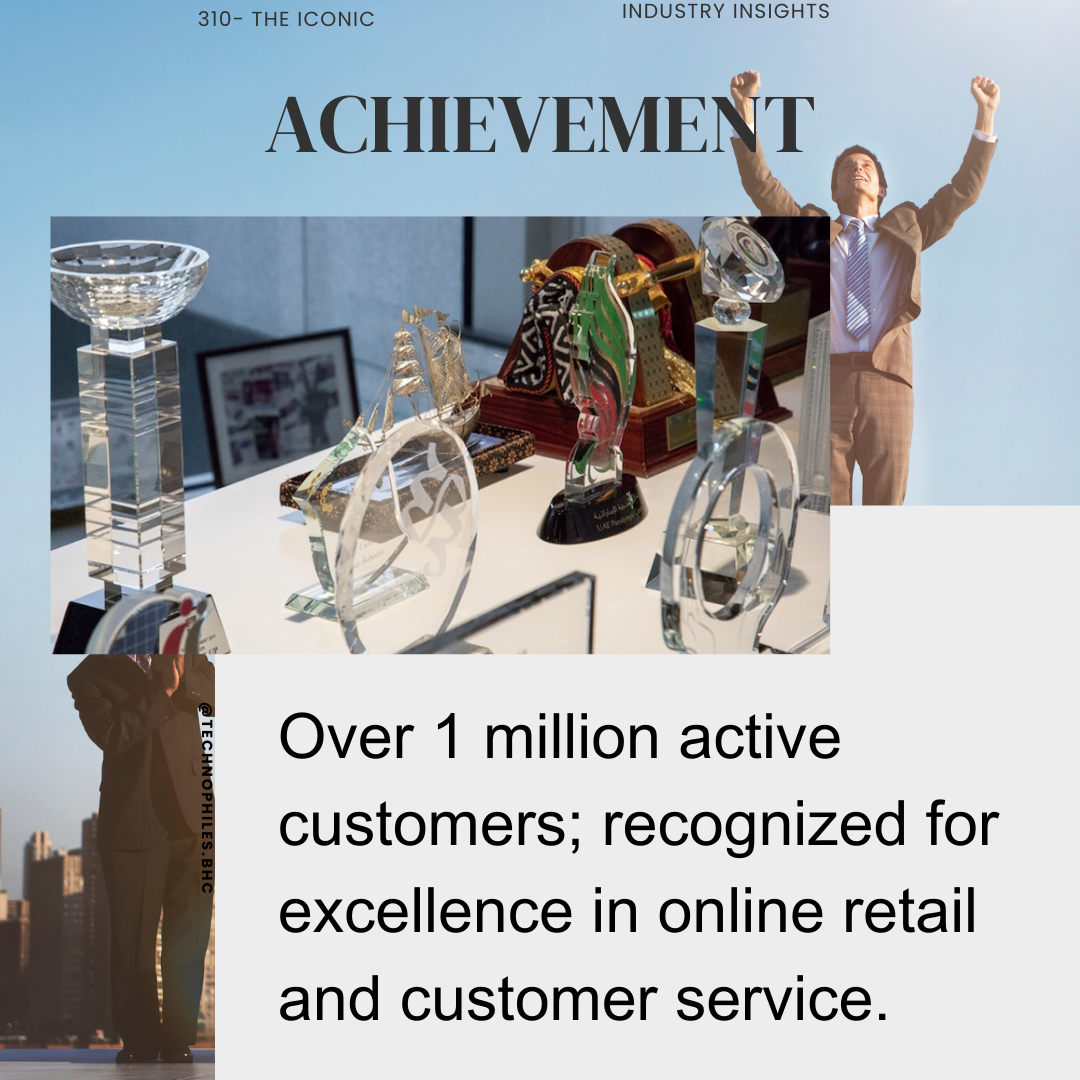 310- THE ICONIC
INDUSTRY INSIGHTS
ACHIEVEMENT
UAE
@TECHNOPHILES.BHC
Over 1 million active
customers; recognized for
excellence in online retail
and customer service.